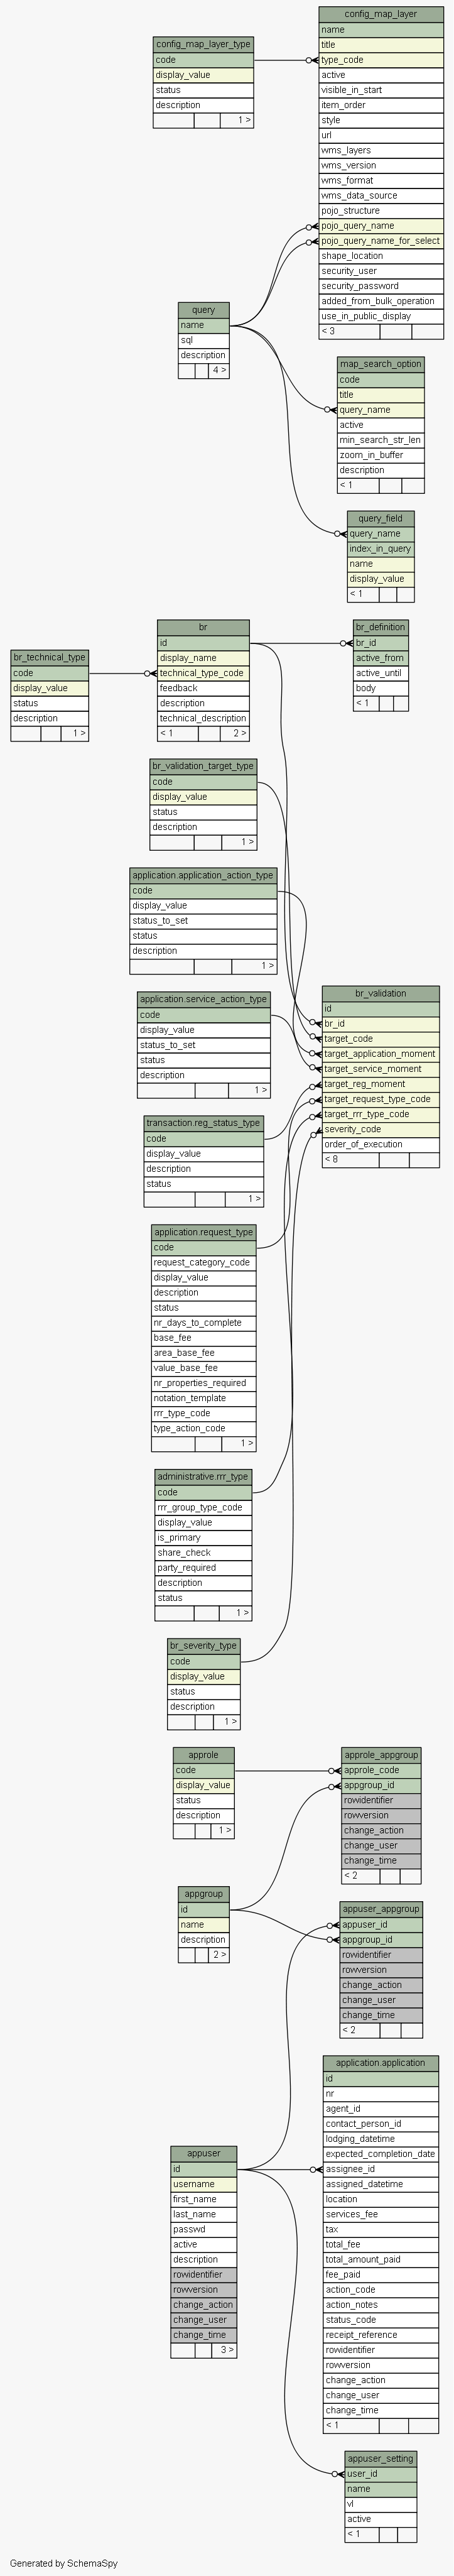 config_map_layer
name
title
type_code
active
visible_in_start
item_order
style
url
wms_layers
wms_version
wms_format
wms_data_source
pojo_structure
pojo_query_name
pojo_query_name_for_select
shape_location
security_user
security_password
added_from_bulk_operation
use_in_public_display
< 3
config_map_layer_type
code
display_value
status
description
1 >
query
name
sql
description
4 >
map_search_option
code
title
query_name
active
min_search_str_len
zoom_in_buffer
description
< 1
query_field
query_name
index_in_query
name
display_value
< 1
br
id
display_name
technical_type_code
feedback
description
technical_description
< 1 2 >
br_definition
br_id
active_from
active_until
body
< 1
br_technical_type
code
display_value
status
description
1 >
br_validation_target_type
code
display_value
status
description
1 >
application.application_action_type
code
display_value
status_to_set
status
description
1 >
application.service_action_type
code
display_value
status_to_set
status
description
1 >
br_validation
id
br_id
target_code
target_application_moment
target_service_moment
target_reg_moment
target_request_type_code
target_rrr_type_code
severity_code
order_of_execution
< 8
transaction.reg_status_type
code
display_value
description
status
1 >
application.request_type
code
request_category_code
display_value
description
status
nr_days_to_complete
base_fee
area_base_fee
value_base_fee
nr_properties_required
notation_template
rrr_type_code
type_action_code
1 >
administrative.rrr_type
code
rrr_group_type_code
display_value
is_primary
share_check
party_required
description
status
1 >
br_severity_type
code
display_value
status
description
1 >
approle
code
display_value
status
description
1 >
approle_appgroup
approle_code
appgroup_id
rowidentifier
rowversion
change_action
change_user
change_time
< 2
appgroup
id
name
description
2 >
appuser_appgroup
appuser_id
appgroup_id
rowidentifier
rowversion
change_action
change_user
change_time
< 2
application.application
id
nr
agent_id
contact_person_id
lodging_datetime
expected_completion_date
assignee_id
assigned_datetime
location
services_fee
tax
total_fee
total_amount_paid
fee_paid
action_code
action_notes
status_code
receipt_reference
rowidentifier
rowversion
change_action
change_user
change_time
< 1
appuser
id
username
first_name
last_name
passwd
active
description
rowidentifier
rowversion
change_action
change_user
change_time
3 >
appuser_setting
user_id
name
vl
active
< 1
Generated by SchemaSpy